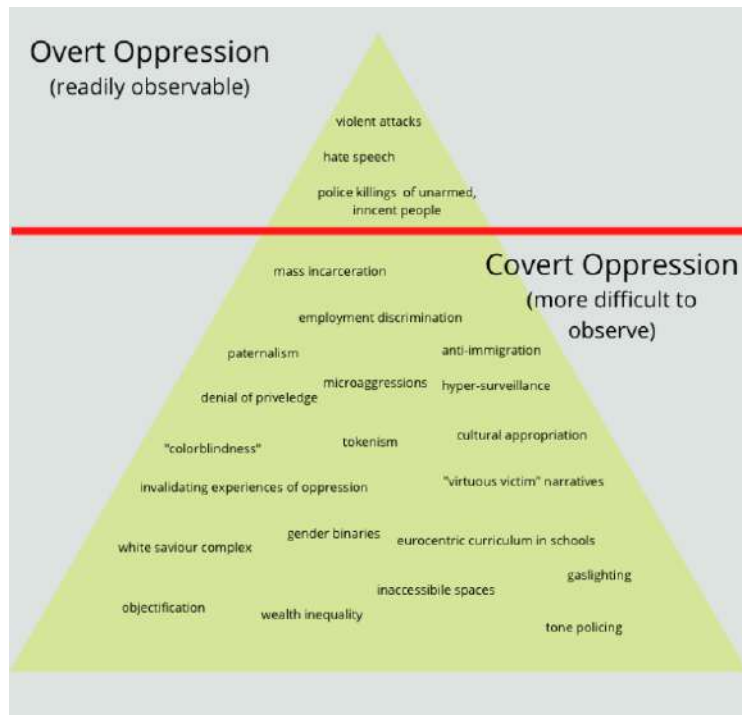 Overt Oppression
(readily observable)
violent attacks
hate speech
police killings of unarmed,
inncent people
Covert Oppression
(more difficult to
observe)
mass incarceration
employment discrimination
paternalism
anti-immigration
microaggressions
hyper-surveillance
denial of priveledge
cultural appropriation
tokenism
"colorblindness"
"virtuous victim" narratives
invalidating experiences of oppression
gender binaries
eurocentric curriculum in schools
white saviour complex
gaslighting
inaccessibile spaces
objectification
wealth inequality
tone policing